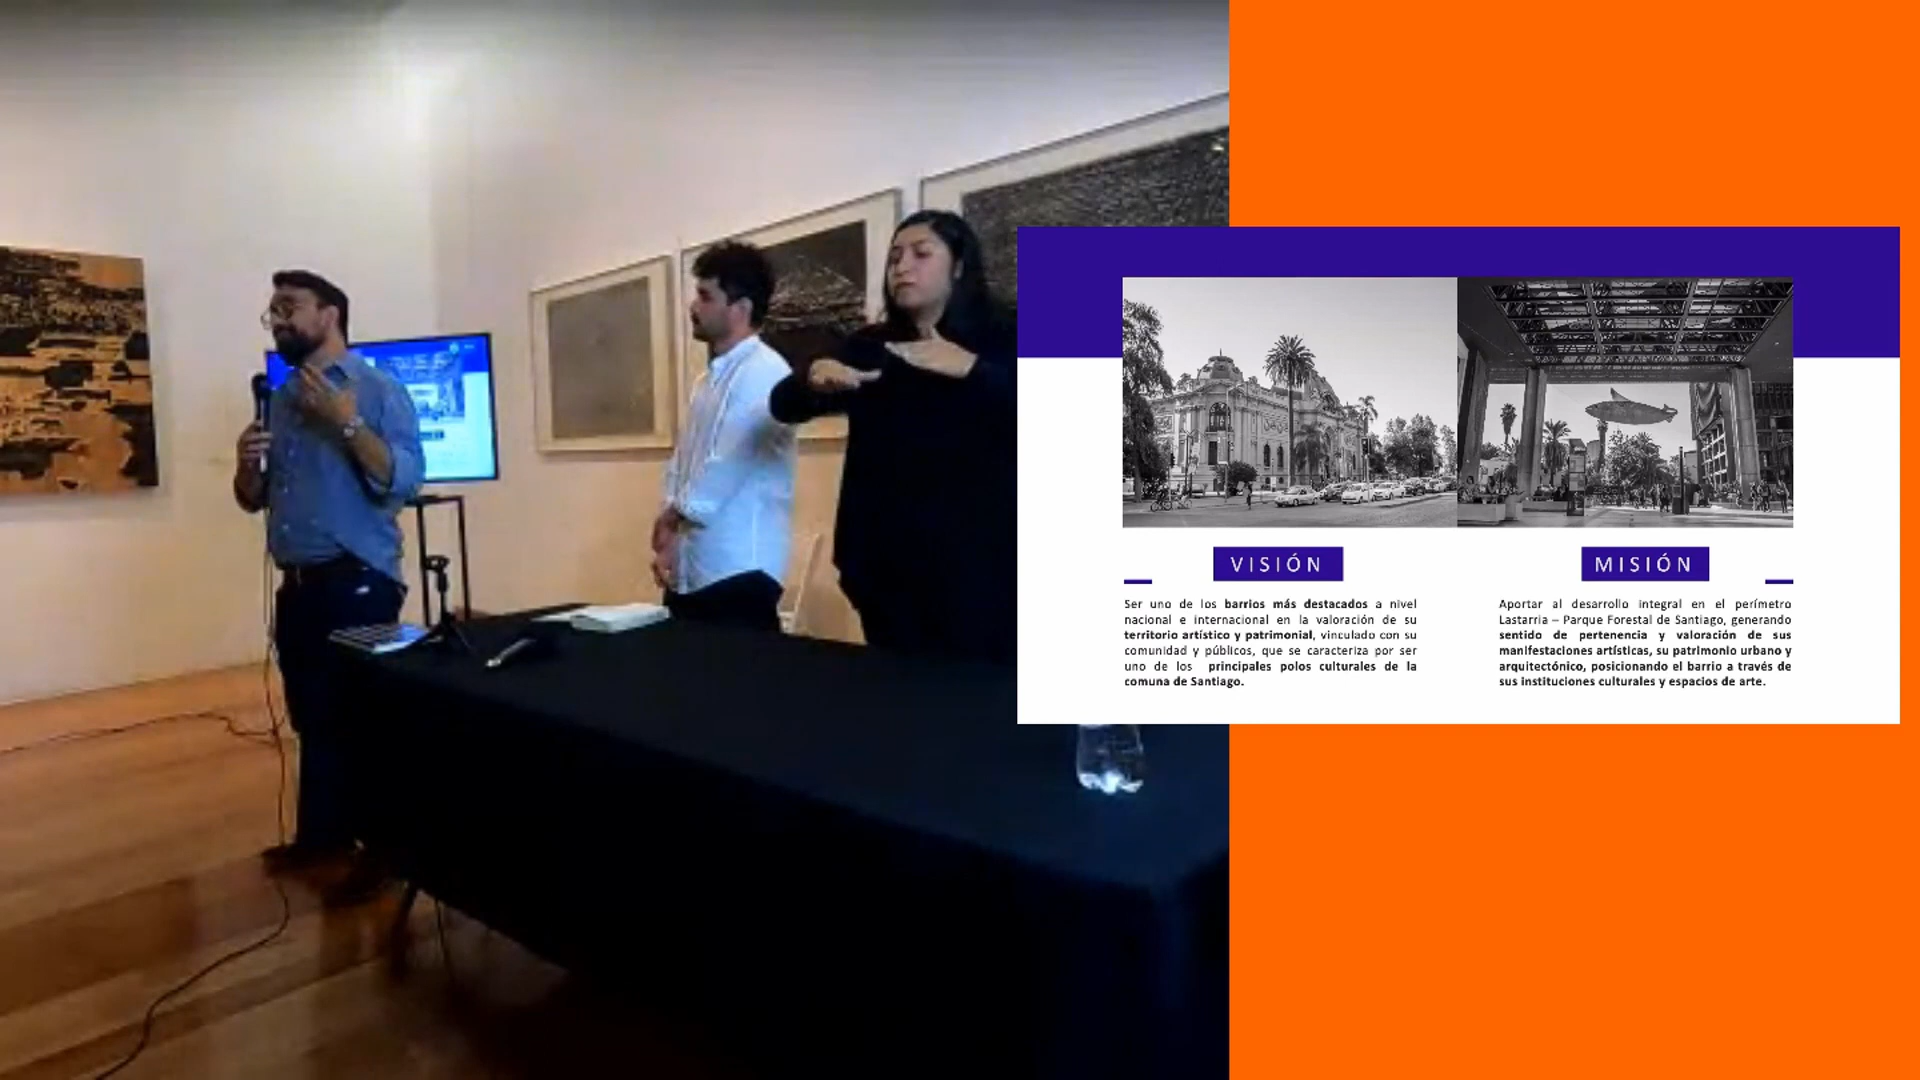 VISIÓN
Ser uno de los barrios más destacados a nivel
nacional e internacional en la valoración de su
territorio artístico y patrimonial, vinculado con su
comunidad y públicos, que se caracteriza por ser
uno de los principales polos culturales de la
comuna de Santiago.
MISIÓN
Aportar al desarrollo integral en el perímetro
Lastarria – Parque Forestal de Santiago, generando
sentido de pertenencia y valoración de sus
manifestaciones artísticas, su patrimonio urbano y
arquitectónico, posicionando el barrio a través de
sus instituciones culturales y espacios de arte.